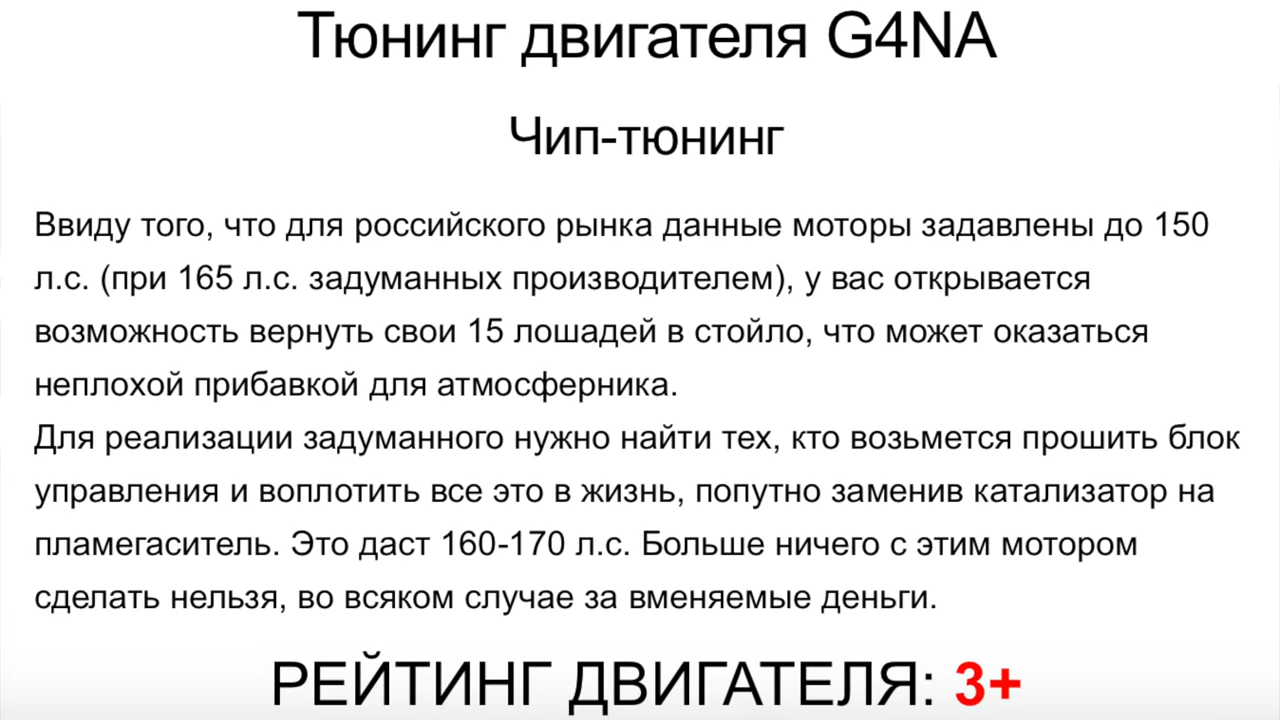 Тюнинг двигателя G4NA
Чип-тюнинг
Ввиду того, что для российского рынка данные моторы задавлены до 150
л.с. (при 165 л.с. задуманных производителем), у вас открывается
возможность вернуть свои 15 лошадей в стойло, что может оказаться
неплохой прибавкой для атмосферника.
Для реализации задуманного нужно найти тех, кто возьмется прошить блок
управления и воплотить все это в жизнь, попутно заменив катализатор на
пламегаситель. Это даст 160-170 л.с. Больше ничего с этим мотором
сделать нельзя, во всяком случае за вменяемые деньги.
РЕЙТИНГ ДВИГАТЕЛЯ: 3+